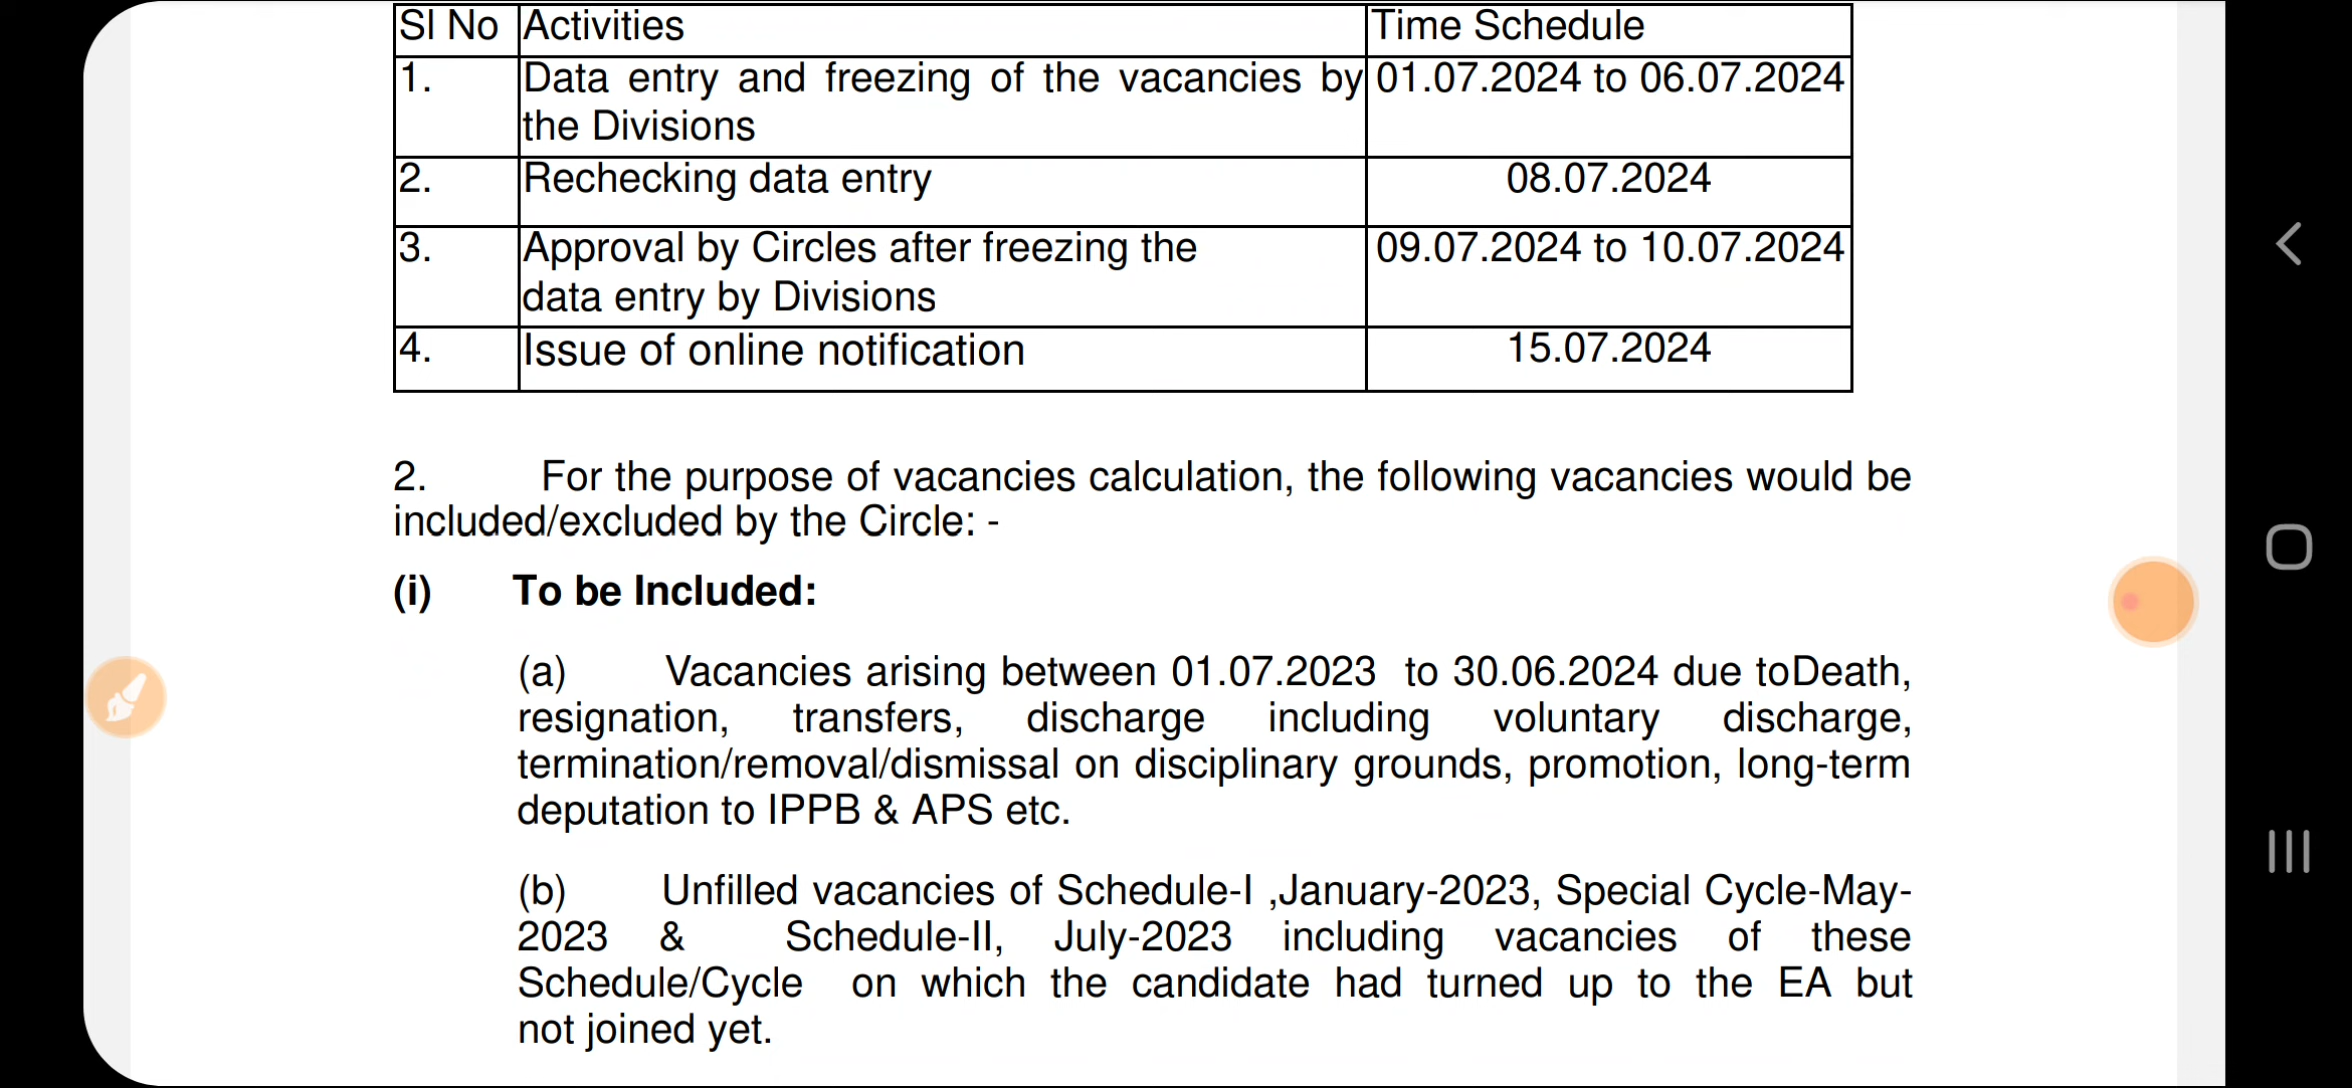 Sl No Activities Time Schedule
1. Data entry and freezing of the vacancies by 01.07.2024 to 06.07.2024
the Divisions
2. Rechecking data entry 08.07.2024
3. Approval by Circles after freezing the 09.07.2024 to 10.07.2024
data entry by Divisions
4. Issue of online notification 15.07.2024
2. For the purpose of vacancies calculation, the following vacancies would be
included/excluded by the Circle: -
(i) To be Included:
(a) Vacancies arising between 01.07.2023 to 30.06.2024 due toDeath,
resignation, transfers, discharge including voluntary discharge,
termination/removal/dismissal on disciplinary grounds, promotion, long-term
deputation to IPPB & APS etc.
(b) Unfilled vacancies of Schedule-I ,January-2023, Special Cycle-May-
2023 & Schedule-II, July-2023 including vacancies of these
Schedule/Cycle on which the candidate had turned up to the EA but
not joined yet.